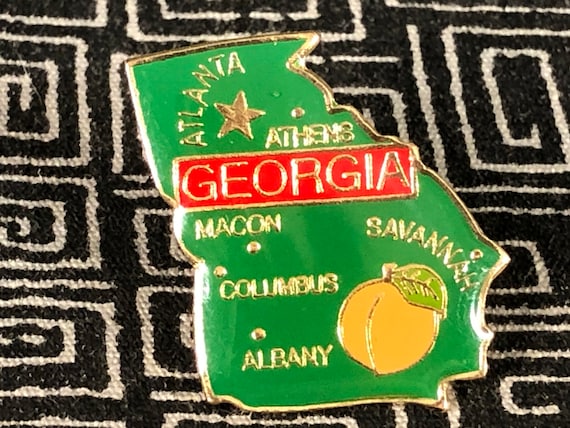 ATLANTA
ATHENS
GEORGIA
MACON
SAVANNAH
COLUMBUS
ALBANY